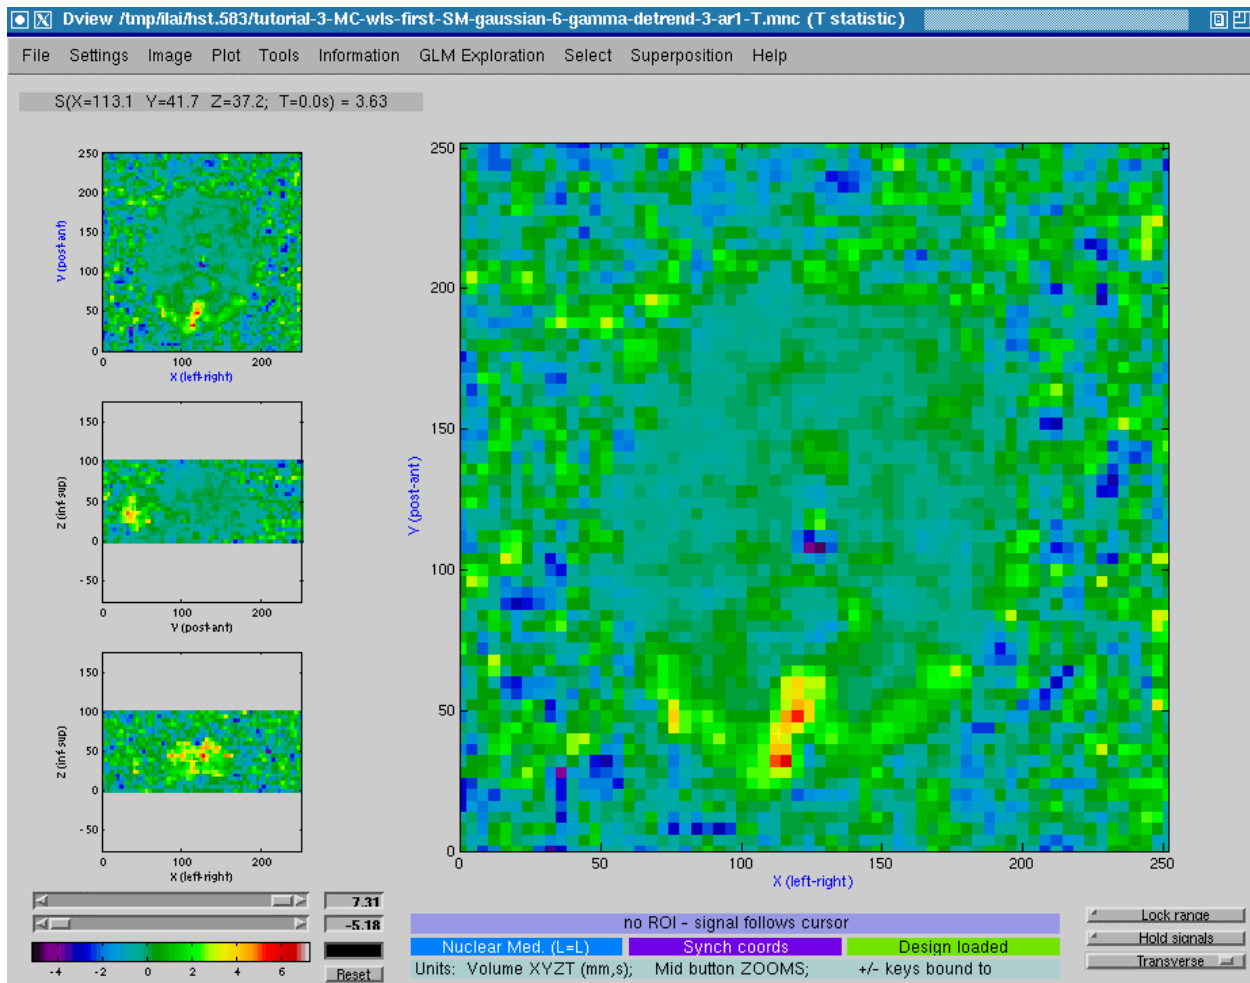 Dview /tmp/ilai/hst.583/tutorial-3-MC-wls-first-SM-gaussian-6-gamma-detrend-3-ar1-T.mnc (T statistic)
File Settings Image Plot Tools Information GLM Exploration Select Superposition Help
S(X=113.1 Y=41.7 Z=37.2; T=0.0s) = 3.63
250
200
150
100
50
0
Y (post-ant)
0 100 200
X (left-right)
150
100
50
0
-50
Z (inf-sup)
0 100 200
Y (post-ant)
150
100
50
0
-50
Z (inf-sup)
0 100 200
X (left-right)
250
200
150
100
50
0
Y (post-ant)
0 50 100 150 200 250
X (left-right)
7.31
-5.18
-4 -2 0 2 4 6
Reset
no ROI - signal follows cursor
Nuclear Med. (L=L) Synch coords Design loaded
Units: Volume XYZT (mm,s); Mid button ZOOMS; +/- keys bound to
Lock range
Hold signals
Transverse